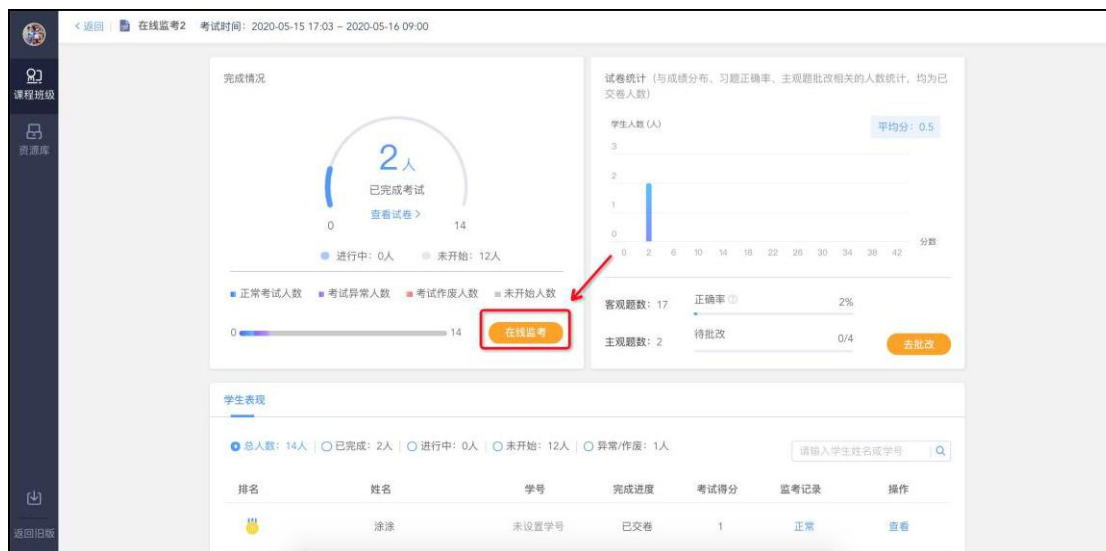 < 返回 在线监考2 考试时间：2020-05-15 17:03 ~ 2020-05-16 09:00
课程班级
资源库
返回旧版
完成情况
2人
已完成考试
查看试卷 >
0 14
进行中：0人 未开始：12人
正常考试人数 考试异常人数 考试作废人数 未开始人数
0 14 在线监考
试卷统计（与成绩分布、习题正确率、主观题批改相关的人数统计，均为已
交卷人数）
学生人数 (人) 平均分：0.5
3
2
1
0
分数
0 2 6 10 14 18 22 26 30 34 38 42
客观题数：17 正确率 2%
主观题数：2 待批改 0/4 去批改
学生表现
总人数：14人 已完成：2人 进行中：0人 未开始：12人 异常/作废：1人 请输入学生姓名或学号
排名 姓名 学号 完成进度 考试得分 监考记录 操作
涂涂 未设置学号 已交卷 1 正常 查看